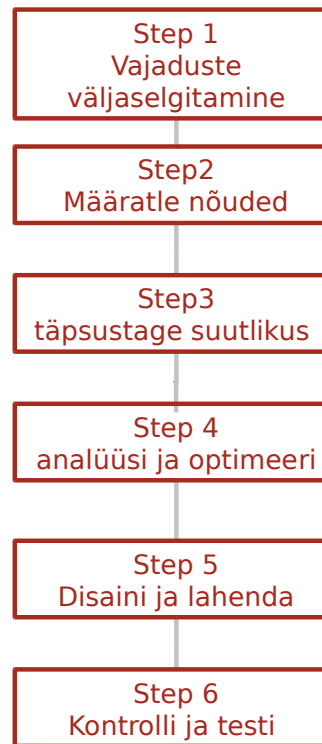 Step 1
Vajaduste
väljaselgitamine
Step2
Määratle nõuded
Step3
täpsustage suutlikus
Step 4
analüüsi ja optimeeri
Step 5
Disaini ja lahenda
Step 6
Kontrolli ja testi